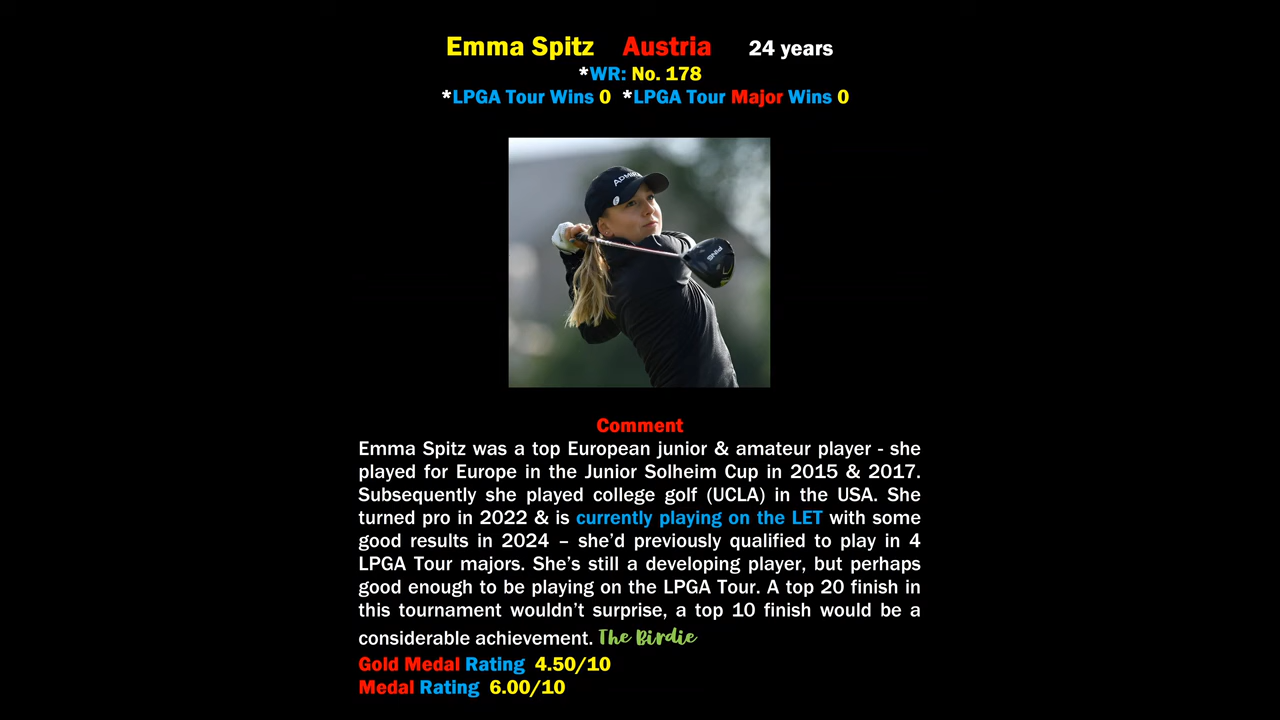 Emma Spitz Austria 24 years
*WR: No. 178
*LPGA Tour Wins 0 *LPGA Tour Major Wins 0
PING
Comment
Emma Spitz was a top European junior & amateur player - she
played for Europe in the Junior Solheim Cup in 2015 & 2017.
Subsequently she played college golf (UCLA) in the USA. She
turned pro in 2022 & is currently playing on the LET with some
good results in 2024 – she’d previously qualified to play in 4
LPGA Tour majors. She’s still a developing player, but perhaps
good enough to be playing on the LPGA Tour. A top 20 finish in
this tournament wouldn’t surprise, a top 10 finish would be a
considerable achievement. The Birdie
Gold Medal Rating 4.50/10
Medal Rating 6.00/10